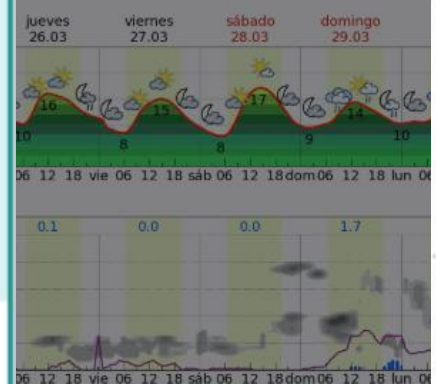 jueves viernes sábado domingo
26.03 27.03 28.03 29.03
16 15 17 14
10 8 8 9 10
06 12 18 vie 06 12 18 sáb 06 12 18 dom 06 12 18 lun 06
0.1 0.0 0.0 1.7
06 12 18 vie 06 12 18 sáb 06 12 18 dom 06 12 18 lun 06